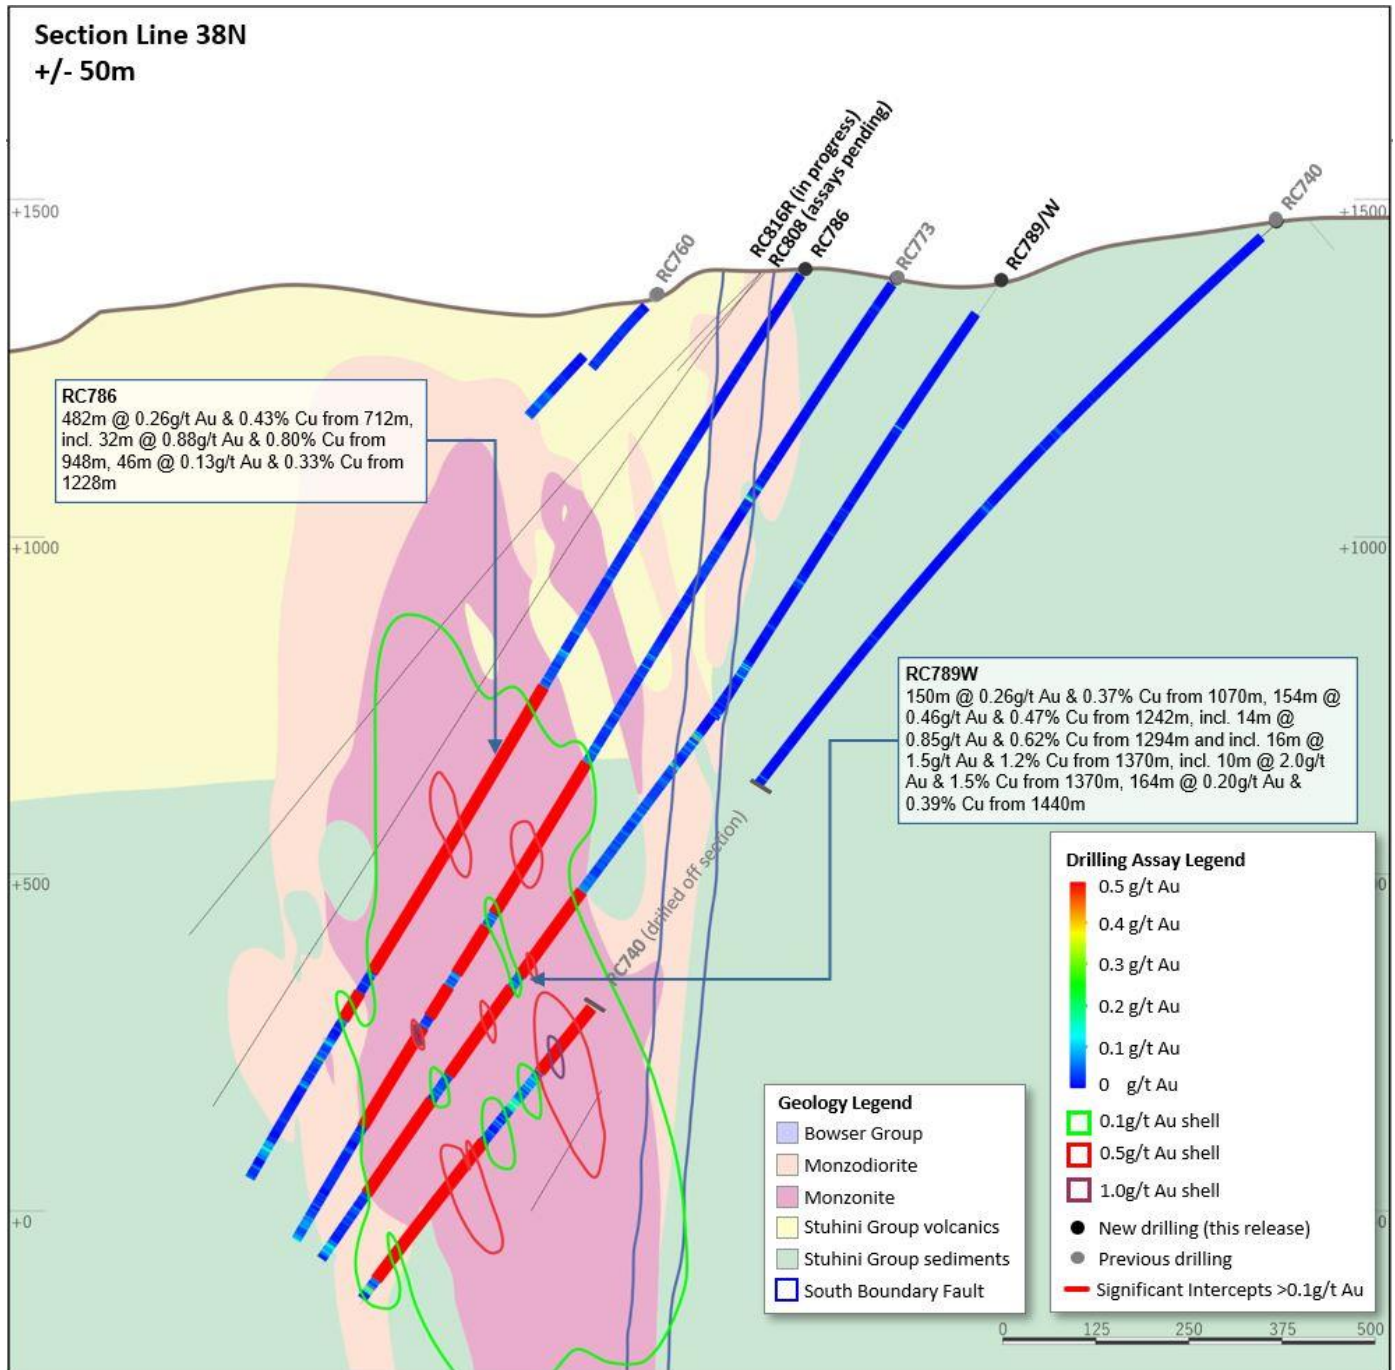 Section Line 38N
+/- 50m
RC816R (in progress)
RC808 (assays pending)
RC786
RC760
RC773
RC789/W
RC740
+1500
+1500
RC786
482m @ 0.26g/t Au & 0.43% Cu from 712m,
incl. 32m @ 0.88g/t Au & 0.80% Cu from
948m, 46m @ 0.13g/t Au & 0.33% Cu from
1228m
+1000
+1000
RC789W
150m @ 0.26g/t Au & 0.37% Cu from 1070m, 154m @
0.46g/t Au & 0.47% Cu from 1242m, incl. 14m @
0.85g/t Au & 0.62% Cu from 1294m and incl. 16m @
1.5g/t Au & 1.2% Cu from 1370m, incl. 10m @ 2.0g/t
Au & 1.5% Cu from 1370m, 164m @ 0.20g/t Au &
0.39% Cu from 1440m
RC740 (drilled off section)
+500
+0
Drilling Assay Legend
0.5 g/t Au
0.4 g/t Au
0.3 g/t Au
0.2 g/t Au
0.1 g/t Au
0 g/t Au
0.1g/t Au shell
0.5g/t Au shell
1.0g/t Au shell
New drilling (this release)
Previous drilling
Significant Intercepts >0.1g/t Au
Geology Legend
Bowser Group
Monzodiorite
Monzonite
Stuhini Group volcanics
Stuhini Group sediments
South Boundary Fault
0 125 250 375 500